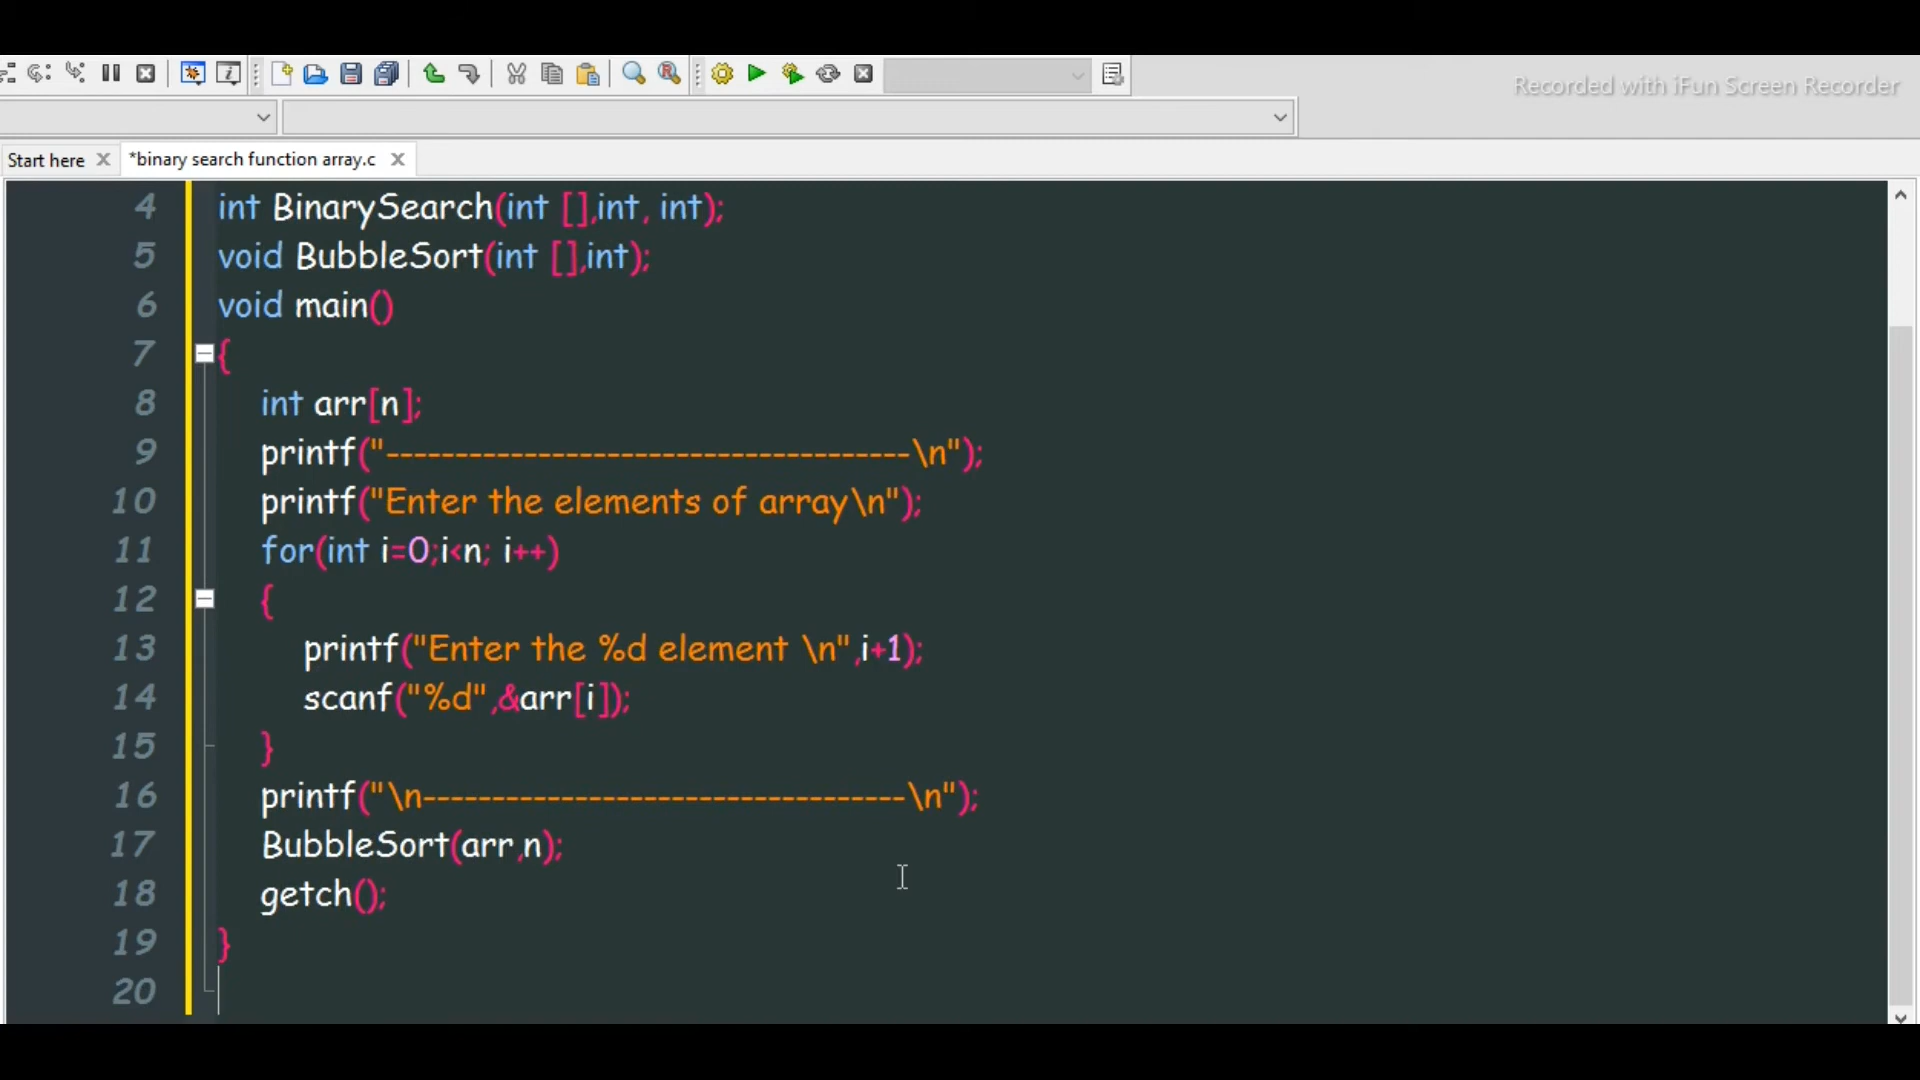 Recorded with iFun Screen Recorder
Start here
*binary search function array.c
4 int BinarySearch(int [],int, int);
5 void BubbleSort(int [],int);
6 void main()
7 {
8 int arr[n];
9 printf("--------------------------------------\n");
10 printf("Enter the elements of array\n");
11 for(int i=0;i<n; i++)
12 {
13 printf("Enter the %d element \n",i+1);
14 scanf("%d",&arr[i]);
15 }
16 printf("\n-----------------------------------\n");
17 BubbleSort(arr,n);
18 getch();
19 }
20